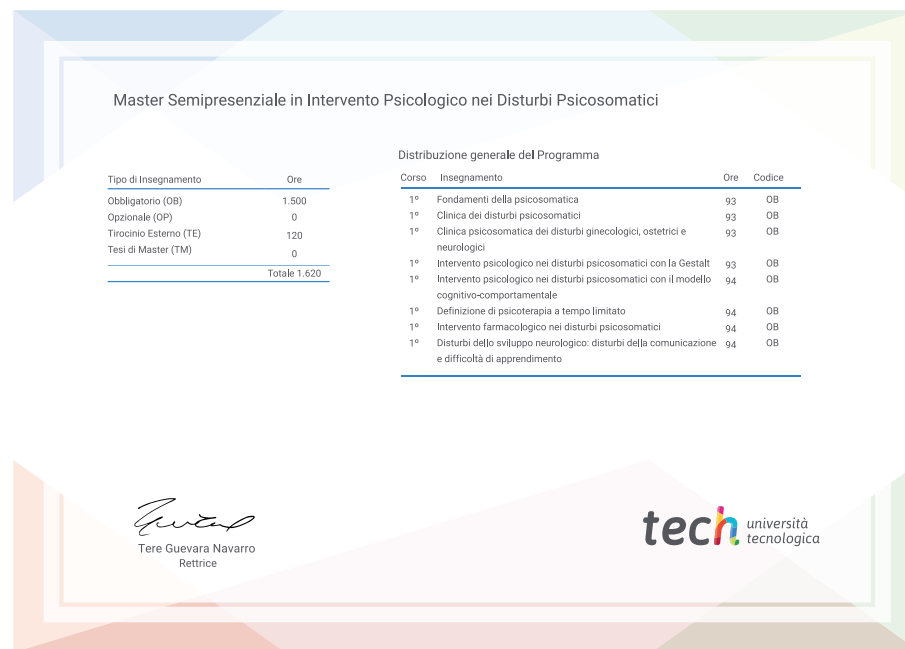 Master Semipresenziale in Intervento Psicologico nei Disturbi Psicosomatici
Tipo di Insegnamento Ore
Obbligatorio (OB) 1.500
Opzionale (OP) 0
Tirocinio Esterno (TE) 120
Tesi di Master (TM) 0
Totale 1.620
Distribuzione generale del Programma
Corso Insegnamento Ore Codice
1º Fondamenti della psicosomatica 93 OB
1º Clinica dei disturbi psicosomatici 93 OB
1º Clinica psicosomatica dei disturbi ginecologici, ostetrici e 93 OB
neurologici
1º Intervento psicologico nei disturbi psicosomatici con la Gestalt 93 OB
1º Intervento psicologico nei disturbi psicosomatici con il modello 94 OB
cognitivo-comportamentale
1º Definizione di psicoterapia a tempo limitato 94 OB
1º Intervento farmacologico nei disturbi psicosomatici 94 OB
1º Disturbi dello sviluppo neurologico: disturbi della comunicazione 94 OB
e difficoltà di apprendimento
Tere Guevara Navarro
Rettrice
tech università
tecnologica